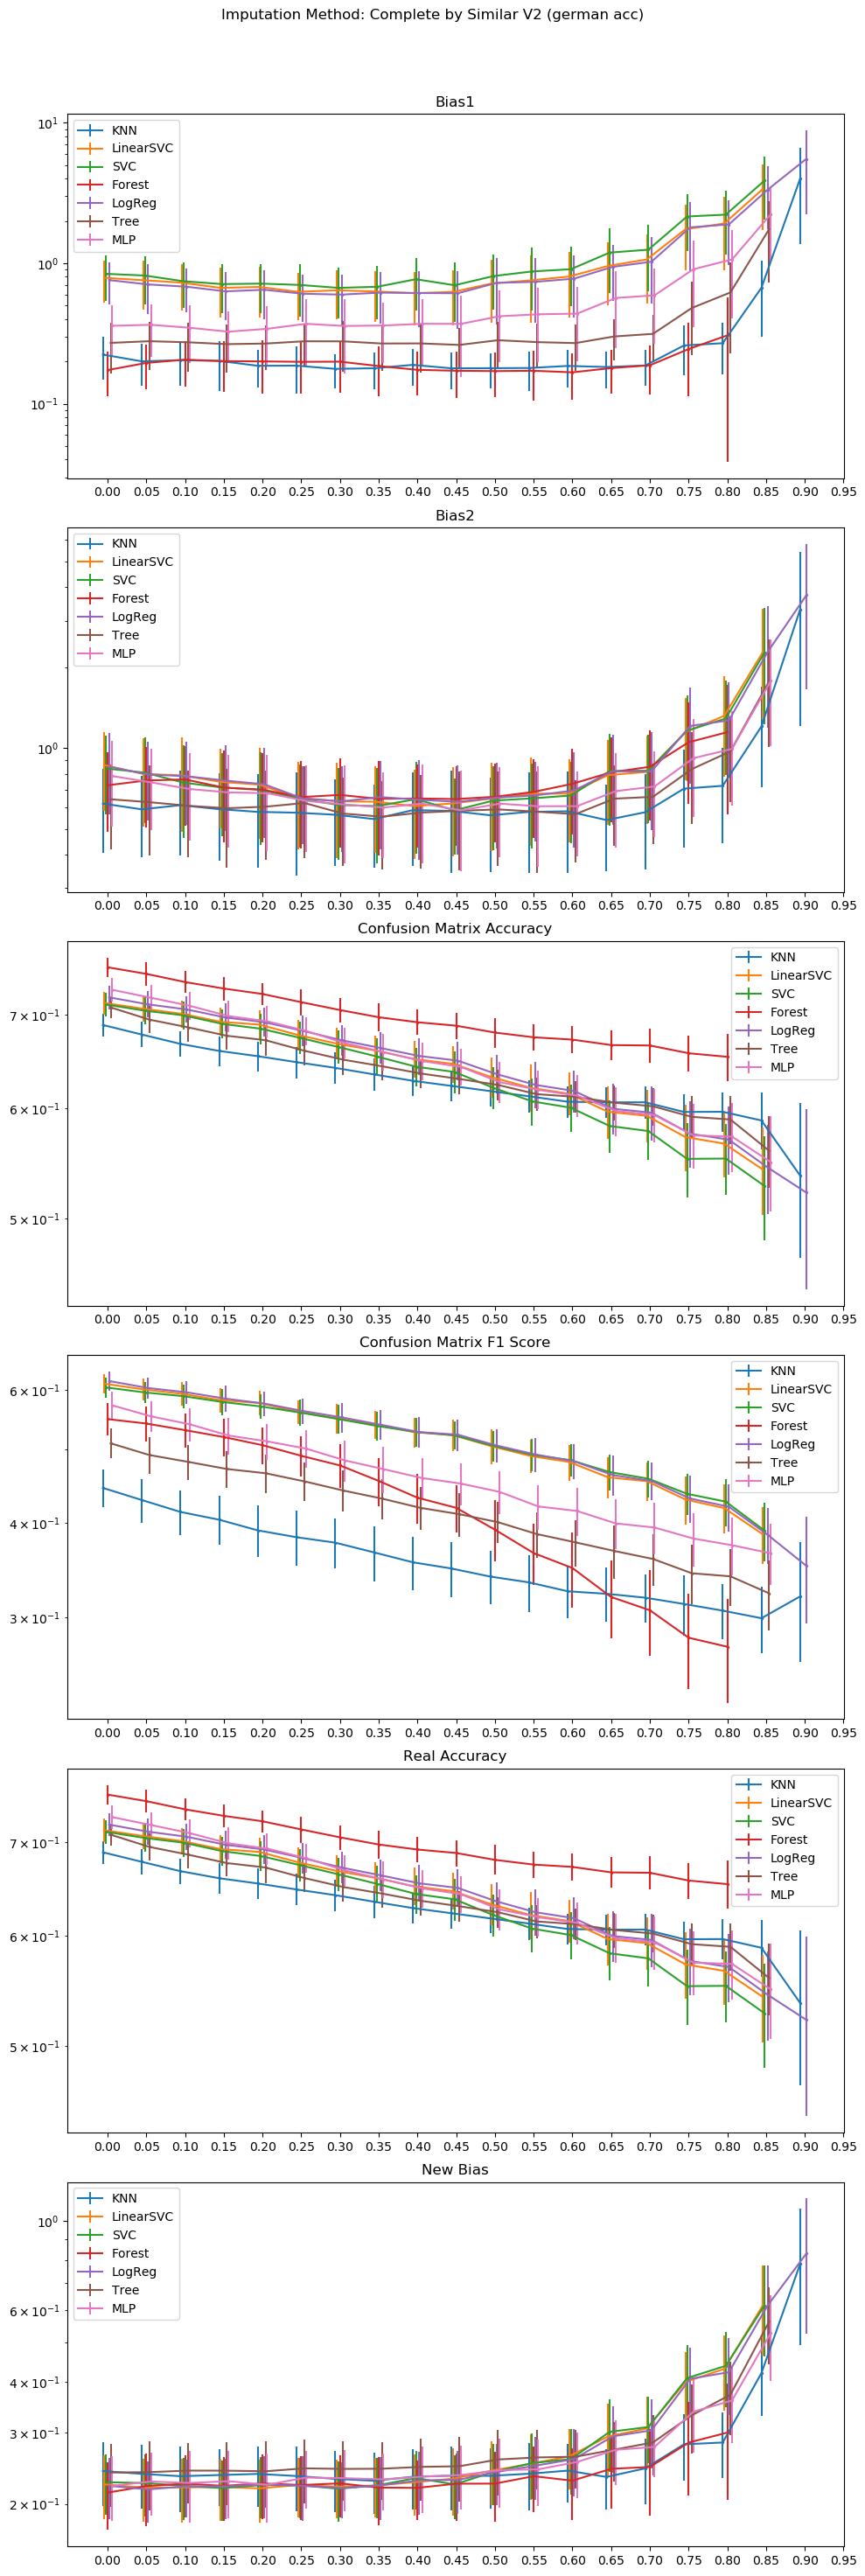 Imputation Method: Complete by Similar V2 (german acc)
Bias1
10¹
10⁰
10⁻¹
KNN
LinearSVC
SVC
Forest
LogReg
Tree
MLP
0.00 0.05 0.10 0.15 0.20 0.25 0.30 0.35 0.40 0.45 0.50 0.55 0.60 0.65 0.70 0.75 0.80 0.85 0.90 0.95
Bias2
10⁰
KNN
LinearSVC
SVC
Forest
LogReg
Tree
MLP
0.00 0.05 0.10 0.15 0.20 0.25 0.30 0.35 0.40 0.45 0.50 0.55 0.60 0.65 0.70 0.75 0.80 0.85 0.90 0.95
Confusion Matrix Accuracy
7 × 10⁻¹
6 × 10⁻¹
5 × 10⁻¹
KNN
LinearSVC
SVC
Forest
LogReg
Tree
MLP
0.00 0.05 0.10 0.15 0.20 0.25 0.30 0.35 0.40 0.45 0.50 0.55 0.60 0.65 0.70 0.75 0.80 0.85 0.90 0.95
Confusion Matrix F1 Score
6 × 10⁻¹
4 × 10⁻¹
3 × 10⁻¹
KNN
LinearSVC
SVC
Forest
LogReg
Tree
MLP
0.00 0.05 0.10 0.15 0.20 0.25 0.30 0.35 0.40 0.45 0.50 0.55 0.60 0.65 0.70 0.75 0.80 0.85 0.90 0.95
Real Accuracy
7 × 10⁻¹
6 × 10⁻¹
5 × 10⁻¹
KNN
LinearSVC
SVC
Forest
LogReg
Tree
MLP
0.00 0.05 0.10 0.15 0.20 0.25 0.30 0.35 0.40 0.45 0.50 0.55 0.60 0.65 0.70 0.75 0.80 0.85 0.90 0.95
New Bias
10⁰
6 × 10⁻¹
4 × 10⁻¹
3 × 10⁻¹
2 × 10⁻¹
KNN
LinearSVC
SVC
Forest
LogReg
Tree
MLP
0.00 0.05 0.10 0.15 0.20 0.25 0.30 0.35 0.40 0.45 0.50 0.55 0.60 0.65 0.70 0.75 0.80 0.85 0.90 0.95